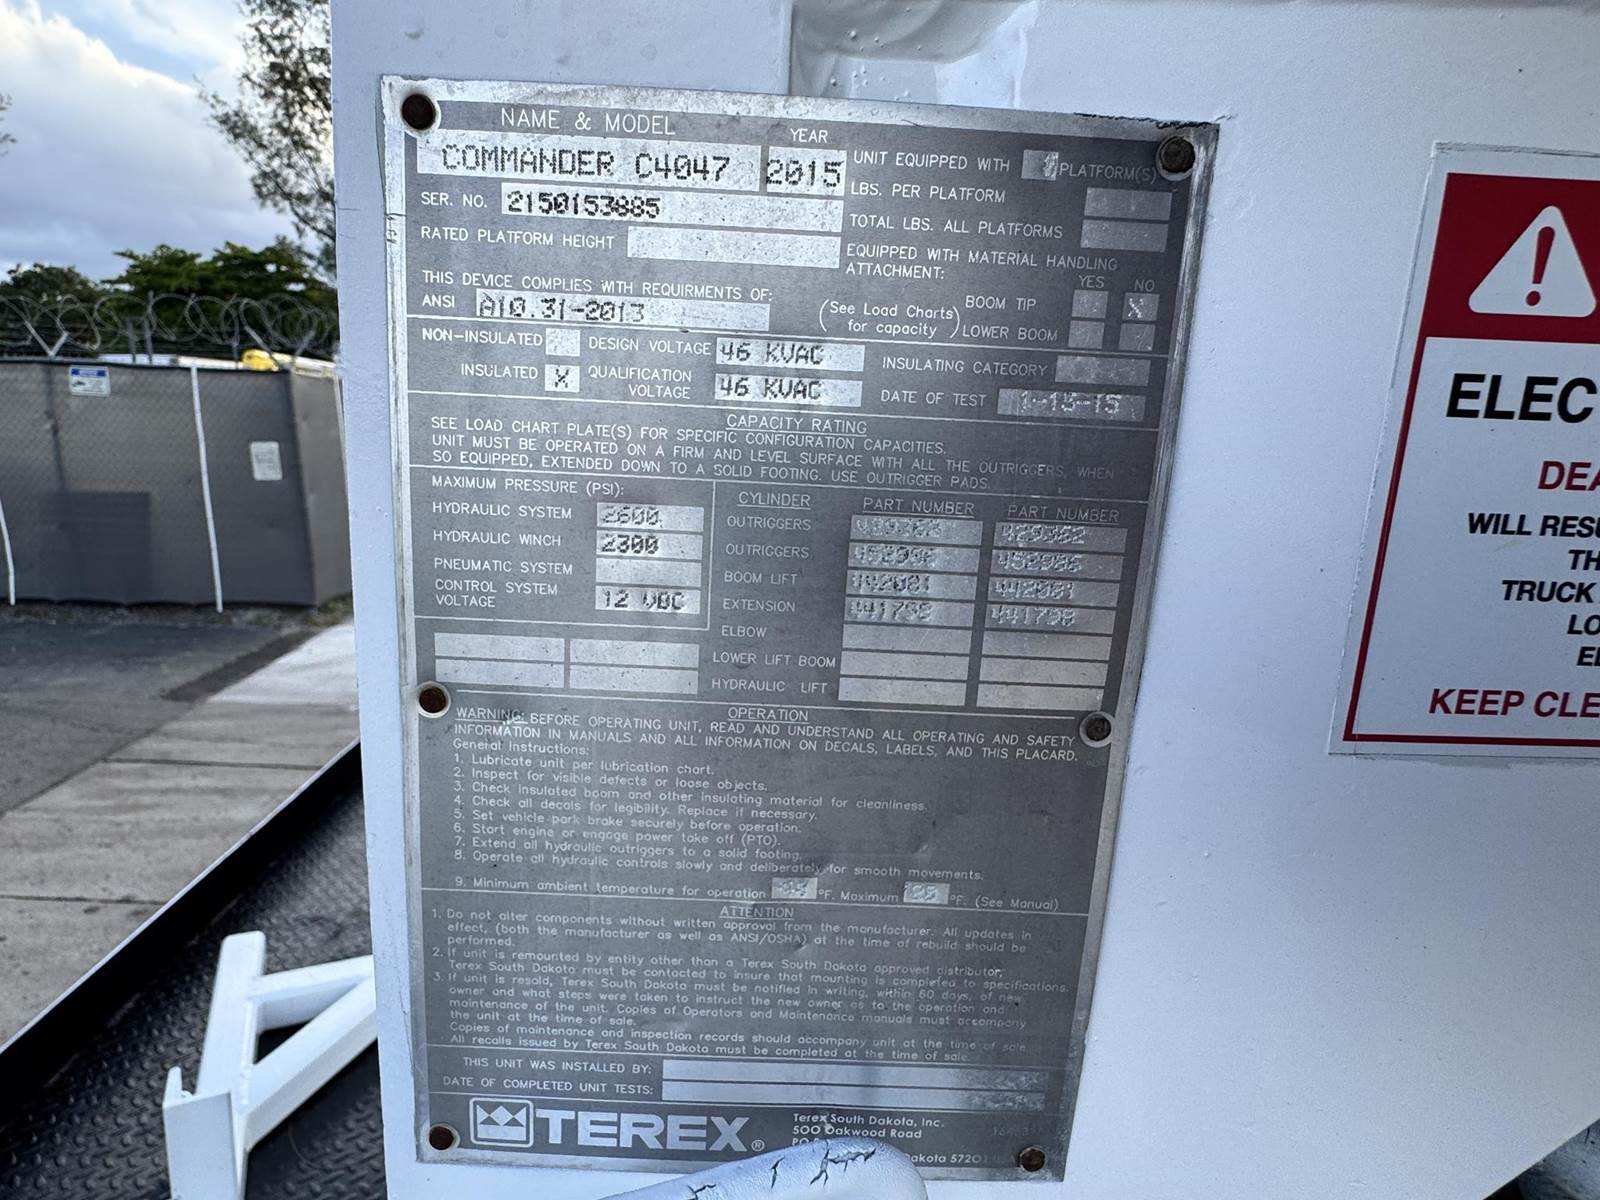 NAME & MODEL
YEAR
COMMANDER C4047
2015
SER. NO. 2150153885
RATED PLATFORM HEIGHT
THIS DEVICE COMPLIES WITH REQUIRMENTS OF:
ANSI A10.31-2013
UNIT EQUIPPED WITH PLATFORM(S)
LBS. PER PLATFORM
TOTAL LBS. ALL PLATFORMS
EQUIPPED WITH MATERIAL HANDLING
ATTACHMENT:
YES NO
(See Load Charts for capacity)
BOOM TIP X
LOWER BOOM
NON-INSULATED
DESIGN VOLTAGE 46 KVAC
INSULATING CATEGORY
INSULATED X
QUALIFICATION VOLTAGE 46 KVAC
DATE OF TEST 1-15-15
CAPACITY RATING
SEE LOAD CHART PLATE(S) FOR SPECIFIC CONFIGURATION CAPACITIES.
UNIT MUST BE OPERATED ON A FIRM AND LEVEL SURFACE WITH ALL THE OUTRIGGERS, WHEN
SO EQUIPPED, EXTENDED DOWN TO A SOLID FOOTING. USE OUTRIGGER PADS.
MAXIMUM PRESSURE (PSI):
HYDRAULIC SYSTEM 2600
HYDRAULIC WINCH 2300
PNEUMATIC SYSTEM
CONTROL SYSTEM VOLTAGE 12 VDC
CYLINDER PART NUMBER PART NUMBER
OUTRIGGERS 429362 429362
OUTRIGGERS 452986 452986
BOOM LIFT 442081 442081
EXTENSION 441798 441798
ELBOW
LOWER LIFT BOOM
HYDRAULIC LIFT
OPERATION
WARNING: BEFORE OPERATING UNIT, READ AND UNDERSTAND ALL OPERATING AND SAFETY
INFORMATION IN MANUALS AND ALL INFORMATION ON DECALS, LABELS, AND THIS PLACARD.
General Instructions:
1. Lubricate unit per lubrication chart.
2. Inspect for visible defects or loose objects.
3. Check insulated boom and other insulating material for cleanliness.
4. Check all decals for legibility. Replace if necessary.
5. Set vehicle park brake securely before operation.
6. Start engine or engage power take off (PTO).
7. Extend all hydraulic outriggers to a solid footing.
8. Operate all hydraulic controls slowly and deliberately for smooth movements.
9. Minimum ambient temperature for operation °F. Maximum °F. (See Manual)
ATTENTION
1. Do not alter components without written approval from the manufacturer. All updates in
effect, (both the manufacturer as well as ANSI/OSHA) at the time of rebuild should be
performed.
2. If unit is remounted by entity other than a Terex South Dakota approved distributor,
Terex South Dakota must be contacted to insure that mounting is completed to specifications.
3. If unit is resold, Terex South Dakota must be notified in writing, within 60 days, of new
owner and what steps were taken to instruct the new owner as to the operation and
maintenance of the unit. Copies of Operators and Maintenance manuals must accompany
the unit at the time of sale.
Copies of maintenance and inspection records should accompany unit at the time of sale.
All recalls issued by Terex South Dakota must be completed at the time of sale.
THIS UNIT WAS INSTALLED BY:
DATE OF COMPLETED UNIT TESTS:
TEREX®
Terex South Dakota, Inc.
500 Oakwood Road
PO
akota 57201
ELEC
DEA
WILL RESU
TH
TRUCK
LO
EL
KEEP CLE